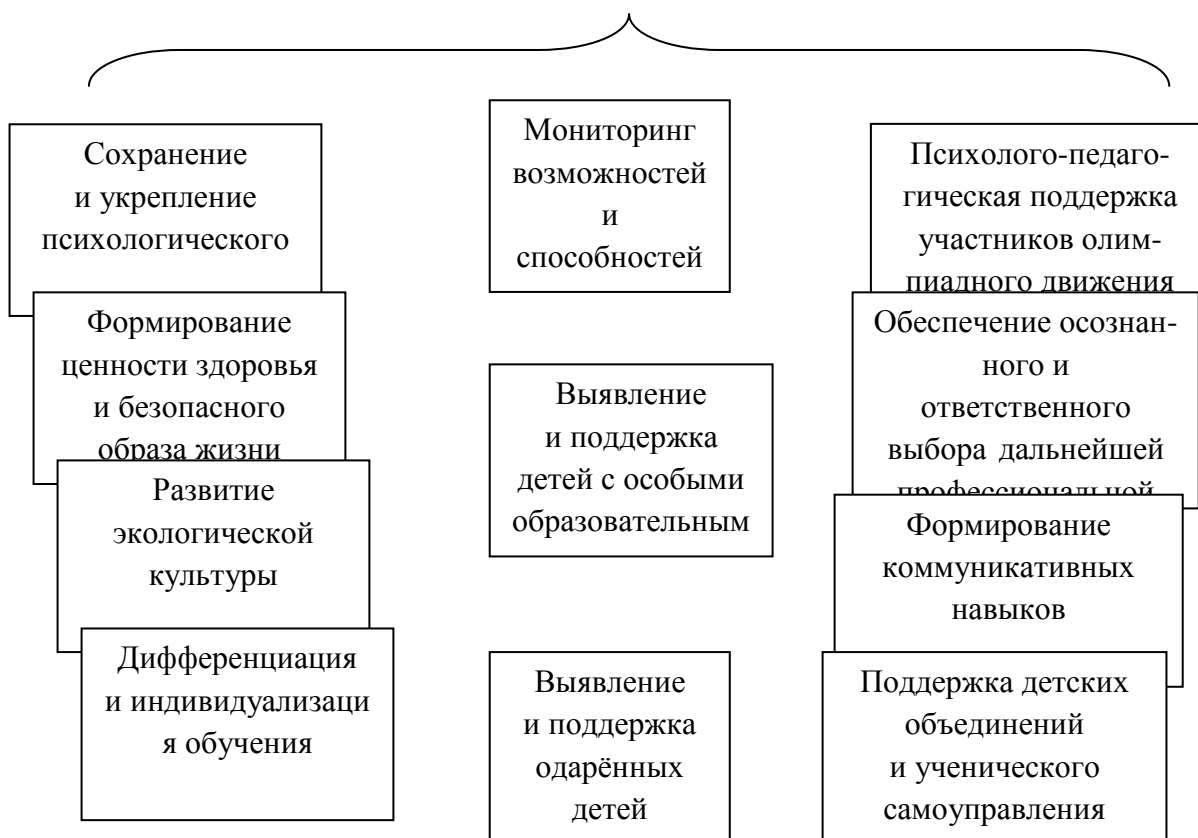 Сохранение
и укрепление
психологического
Формирование
ценности здоровья
и безопасного
образа жизни
Развитие
экологической
культуры
Дифференциация
и индивидуализаци
я обучения
Мониторинг
возможностей
и
способностей
Выявление
и поддержка
детей с особыми
образовательным
Выявление
и поддержка
одарённых
детей
Психолого-педаго-
гическая поддержка
участников олим-
пиадного движения
Обеспечение осознан-
ного и
ответственного
выбора дальнейшей
профессиональной
Формирование
коммуникативных
навыков
Поддержка детских
объединений
и ученического
самоуправления